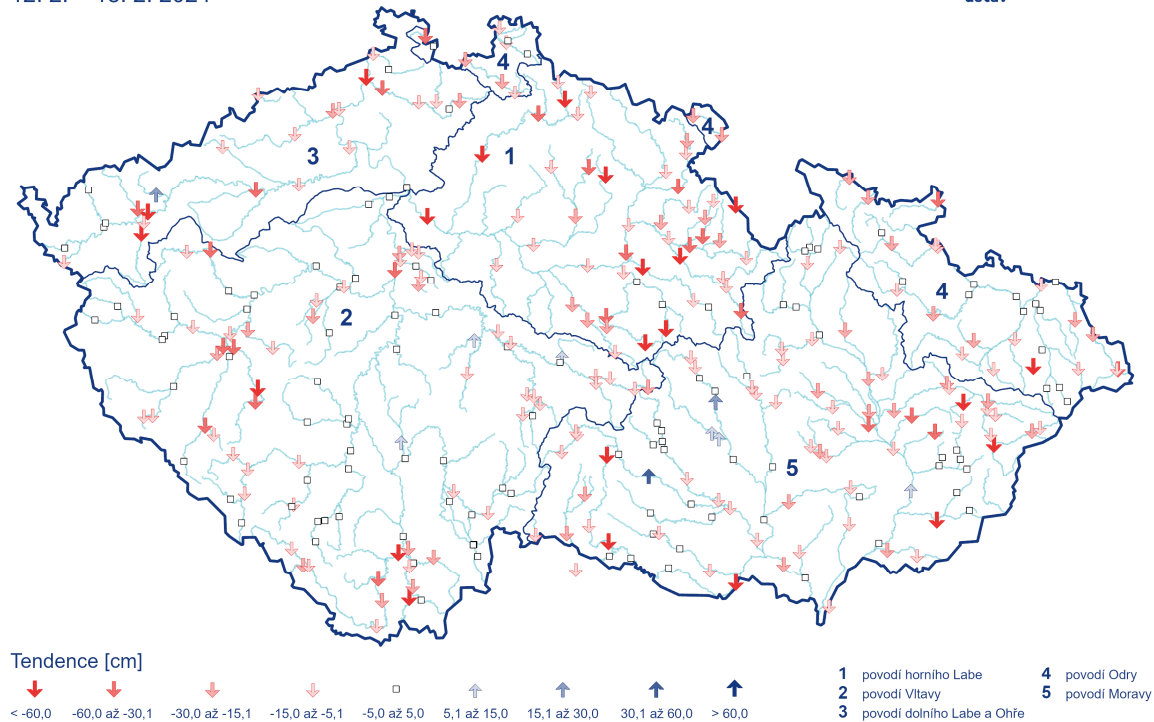 ústav
4
4
3
1
4
2
5
Tendence [cm]
< -60,0 -60,0 až -30,1 -30,0 až -15,1 -15,0 až -5,1 -5,0 až 5,0 5,1 až 15,0 15,1 až 30,0 30,1 až 60,0 > 60,0
1 povodí horního Labe
2 povodí Vltavy
3 povodí dolního Labe a Ohře
4 povodí Odry
5 povodí Moravy